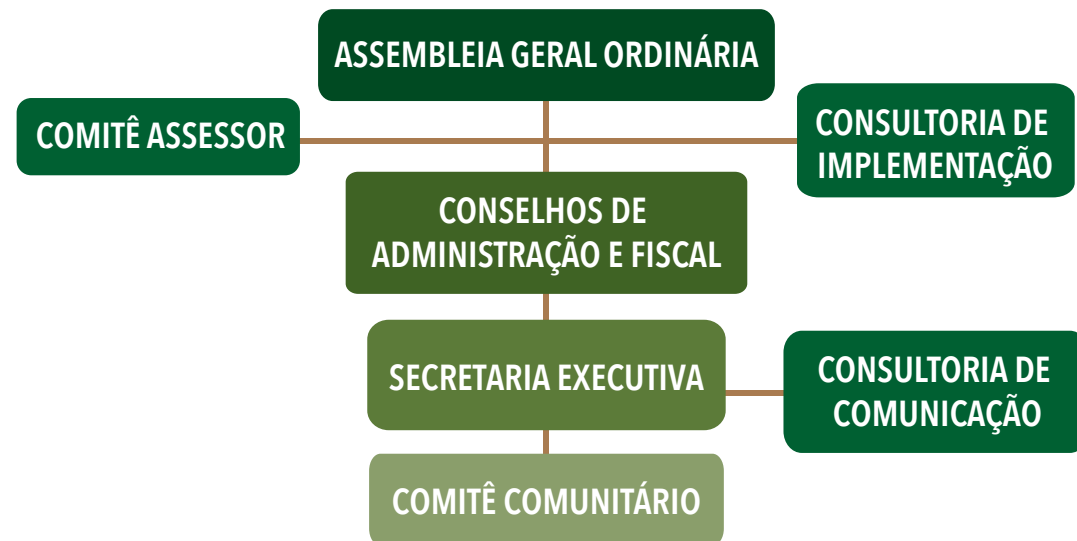 ASSEMBLEIA GERAL ORDINÁRIA
COMITÊ ASSESSOR
CONSULTORIA DE
IMPLEMENTAÇÃO
CONSELHOS DE
ADMINISTRAÇÃO E FISCAL
SECRETARIA EXECUTIVA
CONSULTORIA DE
COMUNICAÇÃO
COMITÊ COMUNITÁRIO